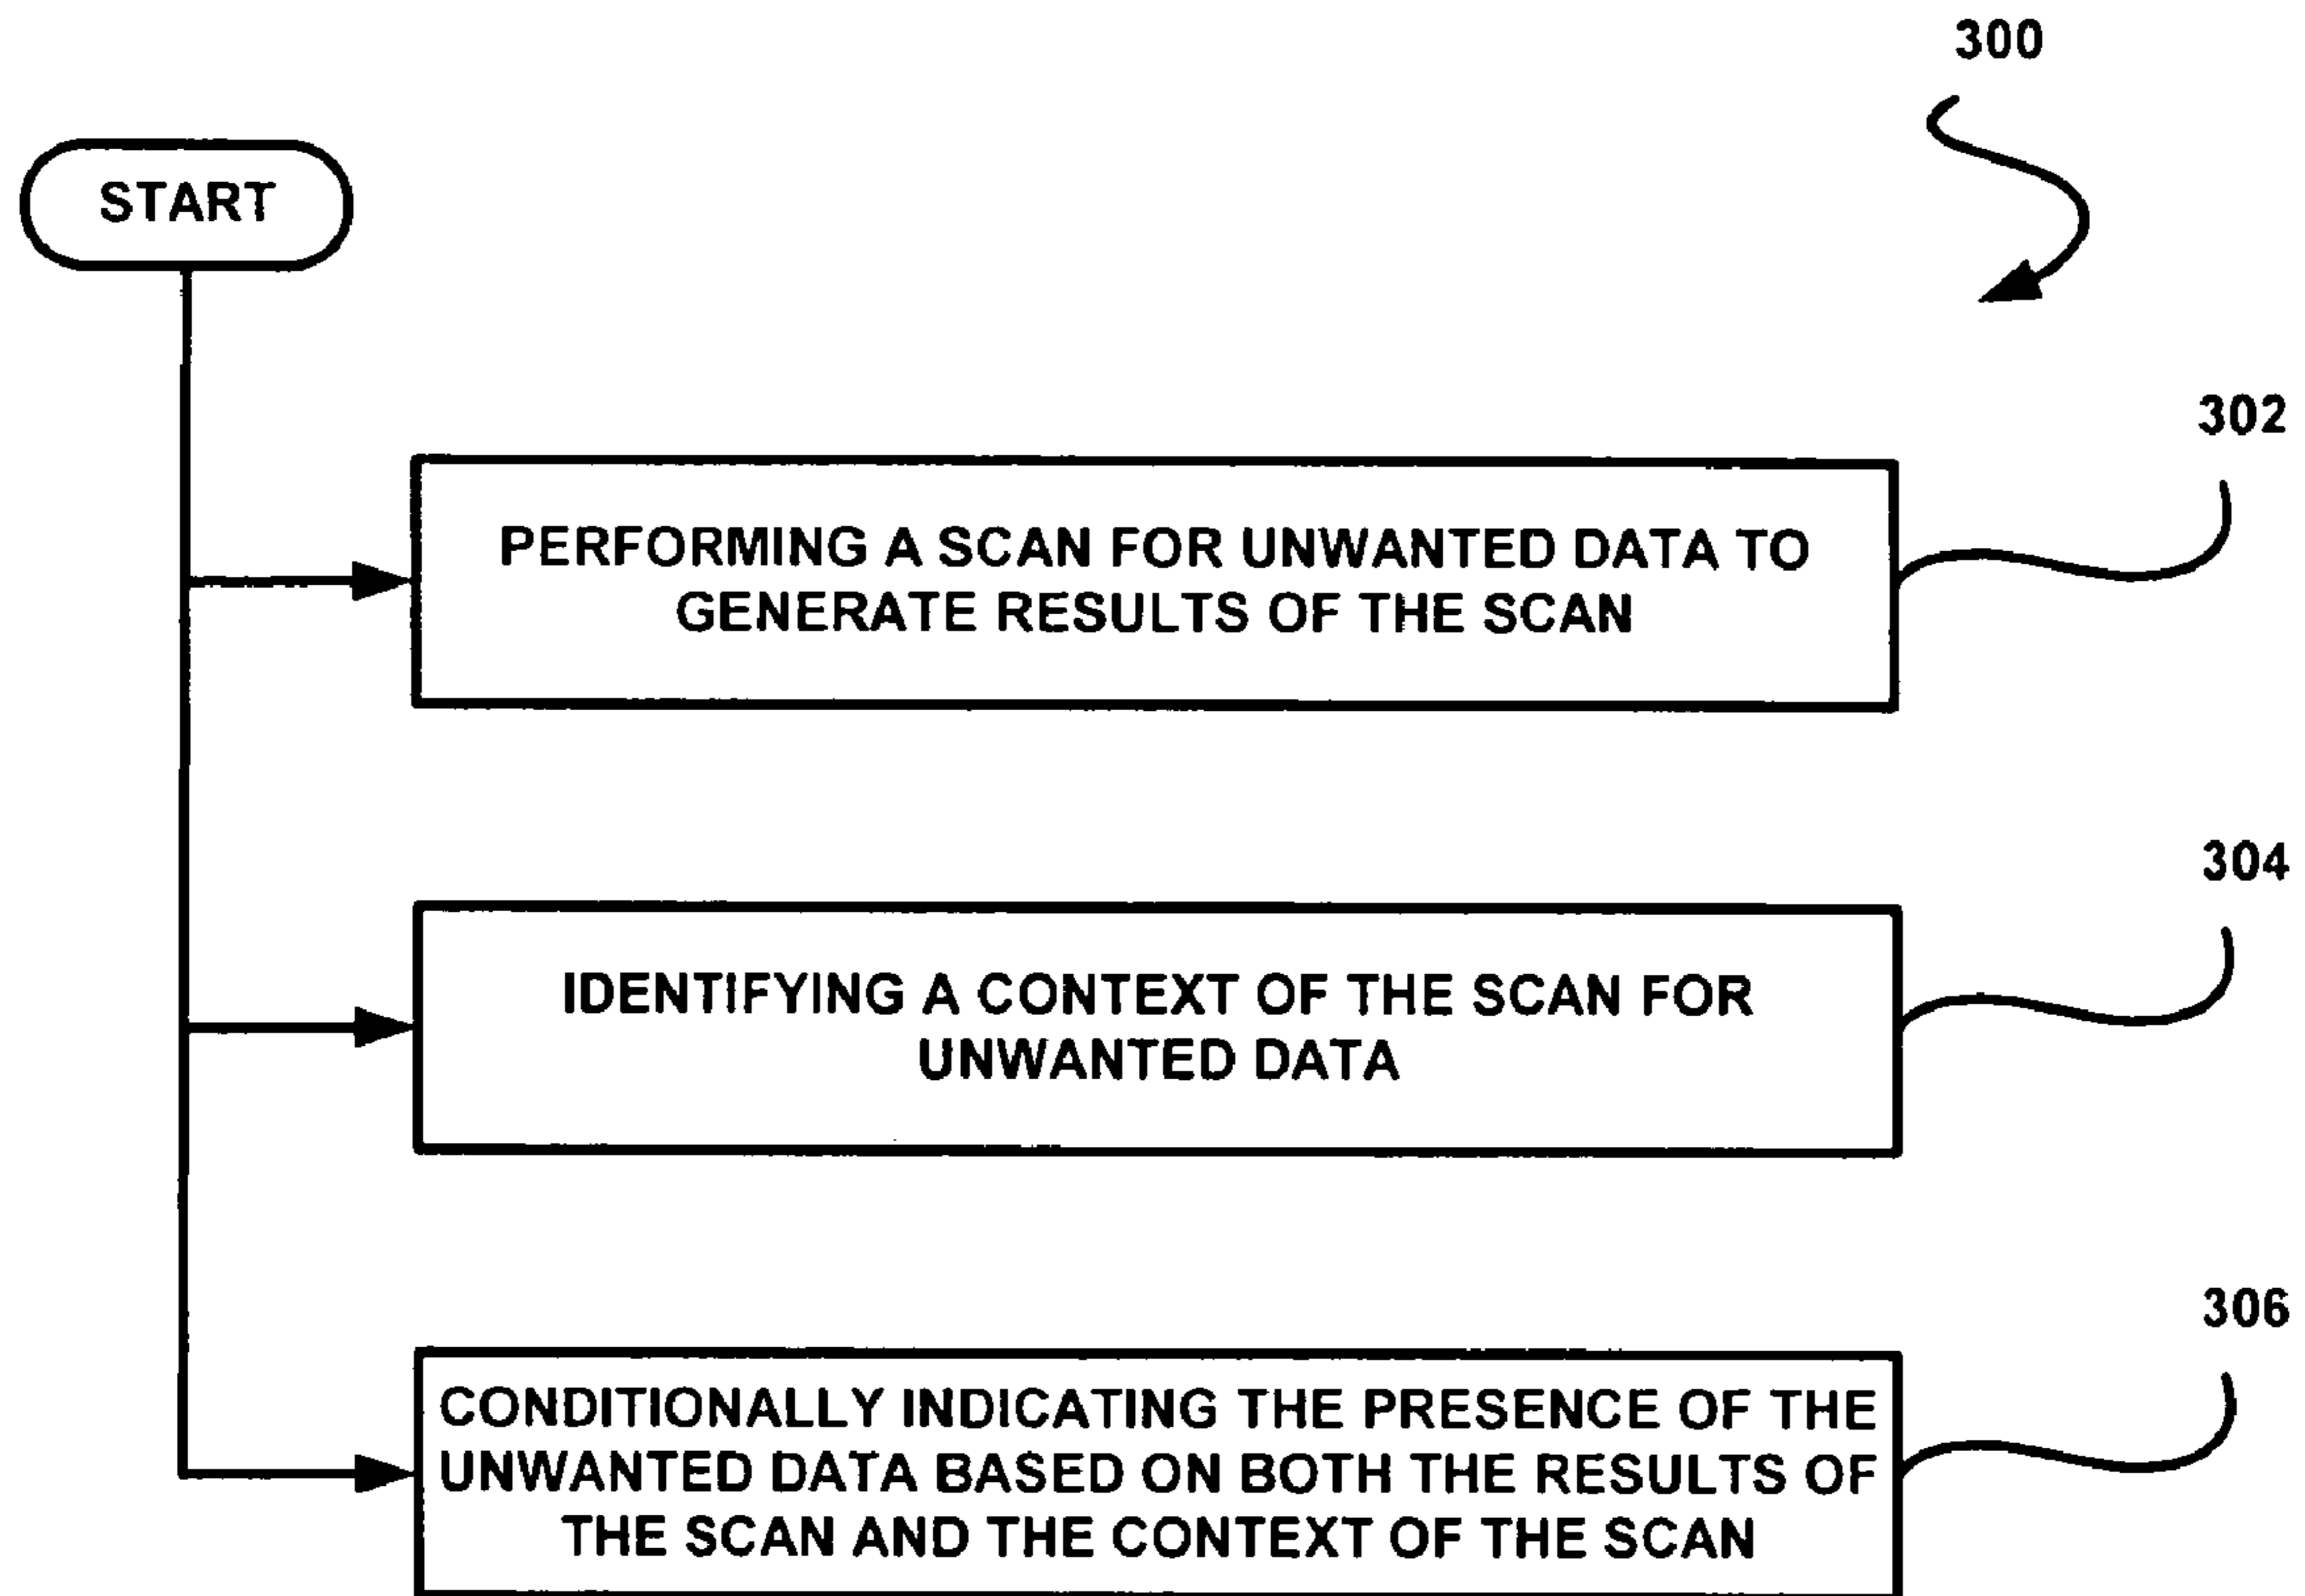 300
START
302
PERFORMING A SCAN FOR UNWANTED DATA TO
GENERATE RESULTS OF THE SCAN
304
IDENTIFYING A CONTEXT OF THE SCAN FOR
UNWANTED DATA
306
CONDITIONALLY INDICATING THE PRESENCE OF THE
UNWANTED DATA BASED ON BOTH THE RESULTS OF
THE SCAN AND THE CONTEXT OF THE SCAN